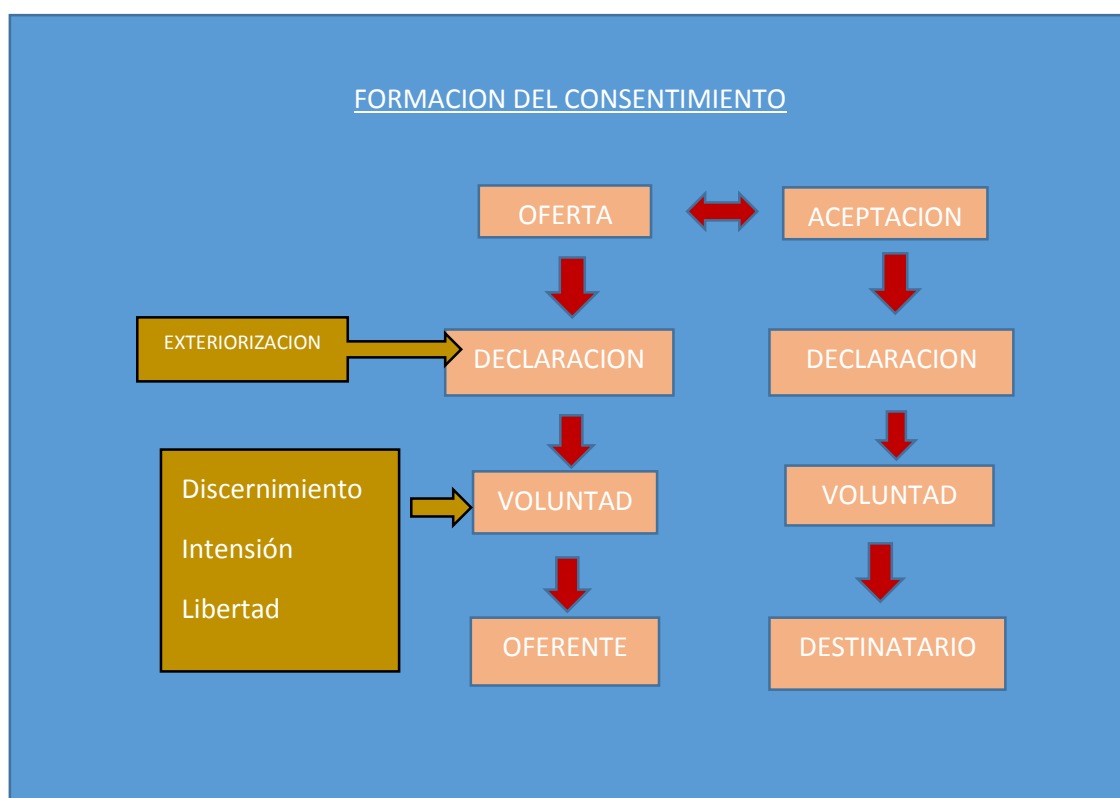 FORMACION DEL CONSENTIMIENTO
OFERTA
ACEPTACION
EXTERIORIZACION
DECLARACION
DECLARACION
Discernimiento
Intensión
Libertad
VOLUNTAD
VOLUNTAD
OFERENTE
DESTINATARIO